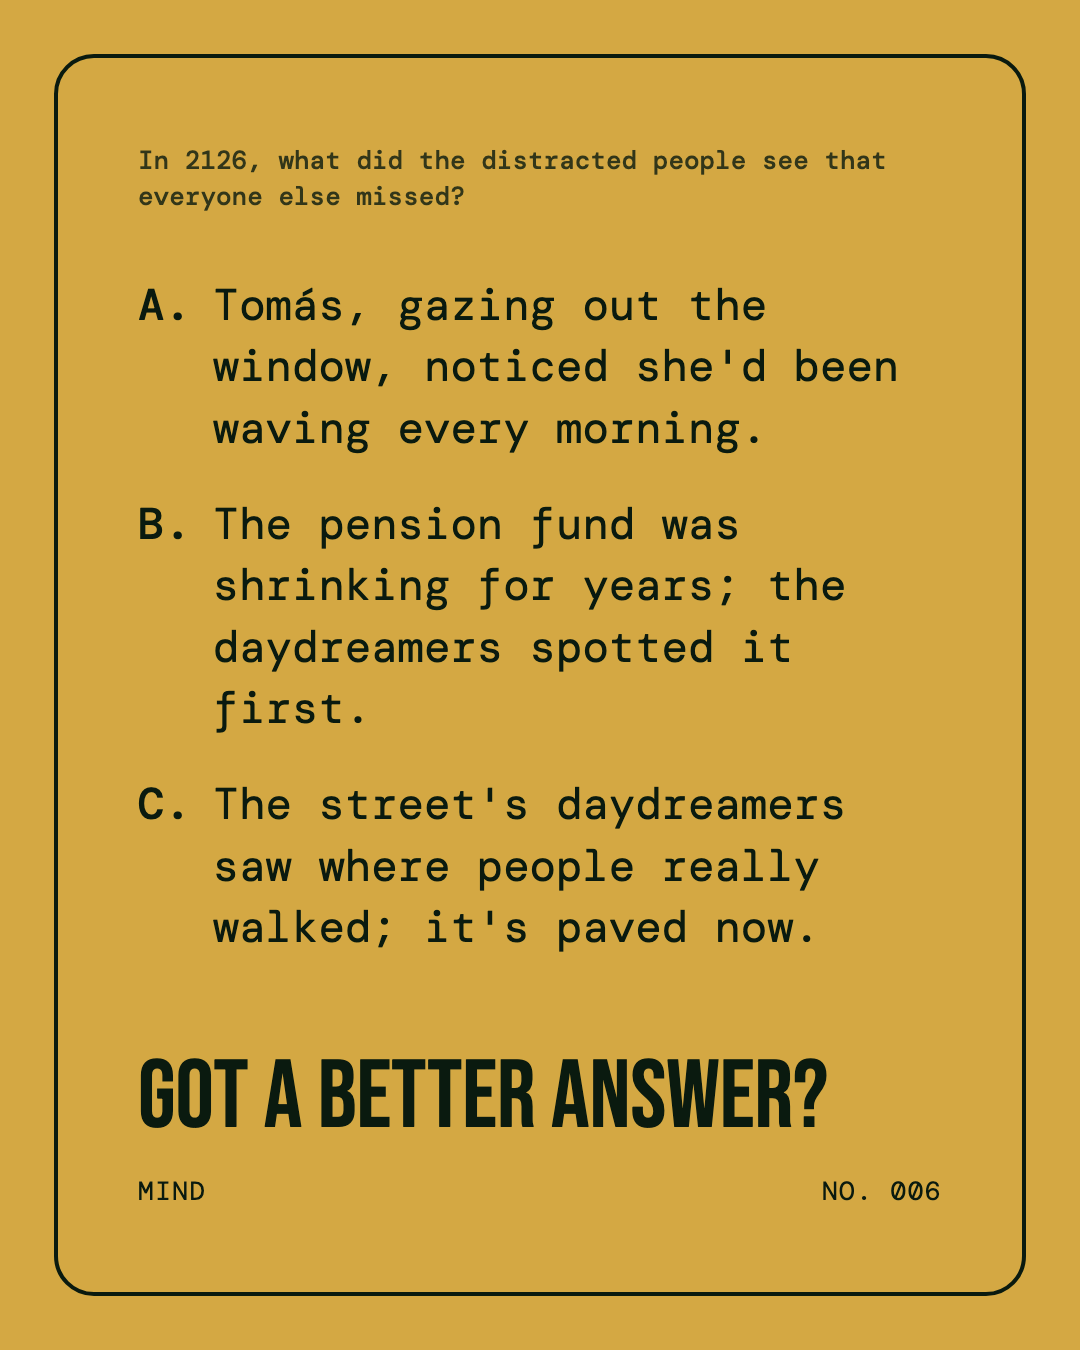 In 2126, what did the distracted people see that
everyone else missed?
A. Tomás, gazing out the
window, noticed she'd been
waving every morning.
B. The pension fund was
shrinking for years; the
daydreamers spotted it
first.
C. The street's daydreamers
saw where people really
walked; it's paved now.
GOT A BETTER ANSWER?
MIND
NO. 006